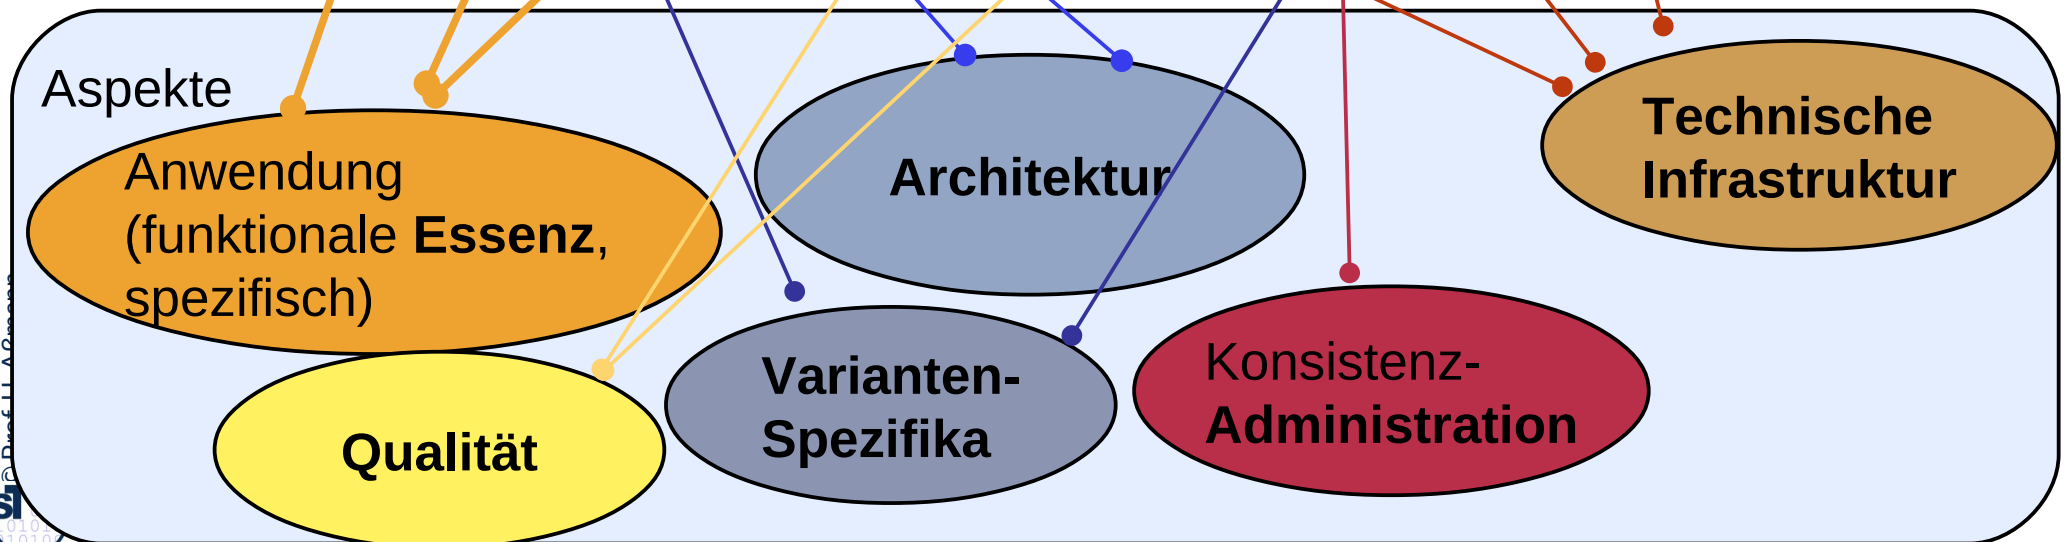 Aspekte
Anwendung
(funktionale Essenz,
spezifisch)
Architektur
Technische
Infrastruktur
Varianten-
Spezifika
Konsistenz-
Administration
Qualität